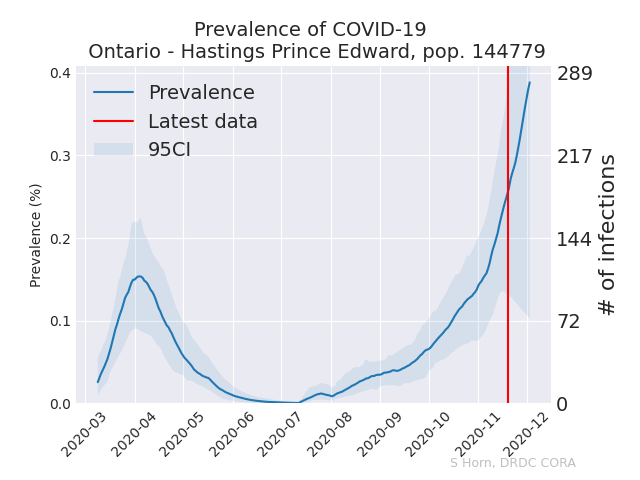 Prevalence of COVID-19
Ontario - Hastings Prince Edward, pop. 144779
Prevalence
Latest data
95CI
Prevalence (%)
0.4
0.3
0.2
0.1
0.0
289
217
144
72
0
# of infections
2020-03
2020-04
2020-05
2020-06
2020-07
2020-08
2020-09
2020-10
2020-11
2020-12
S Horn, DRDC CORA